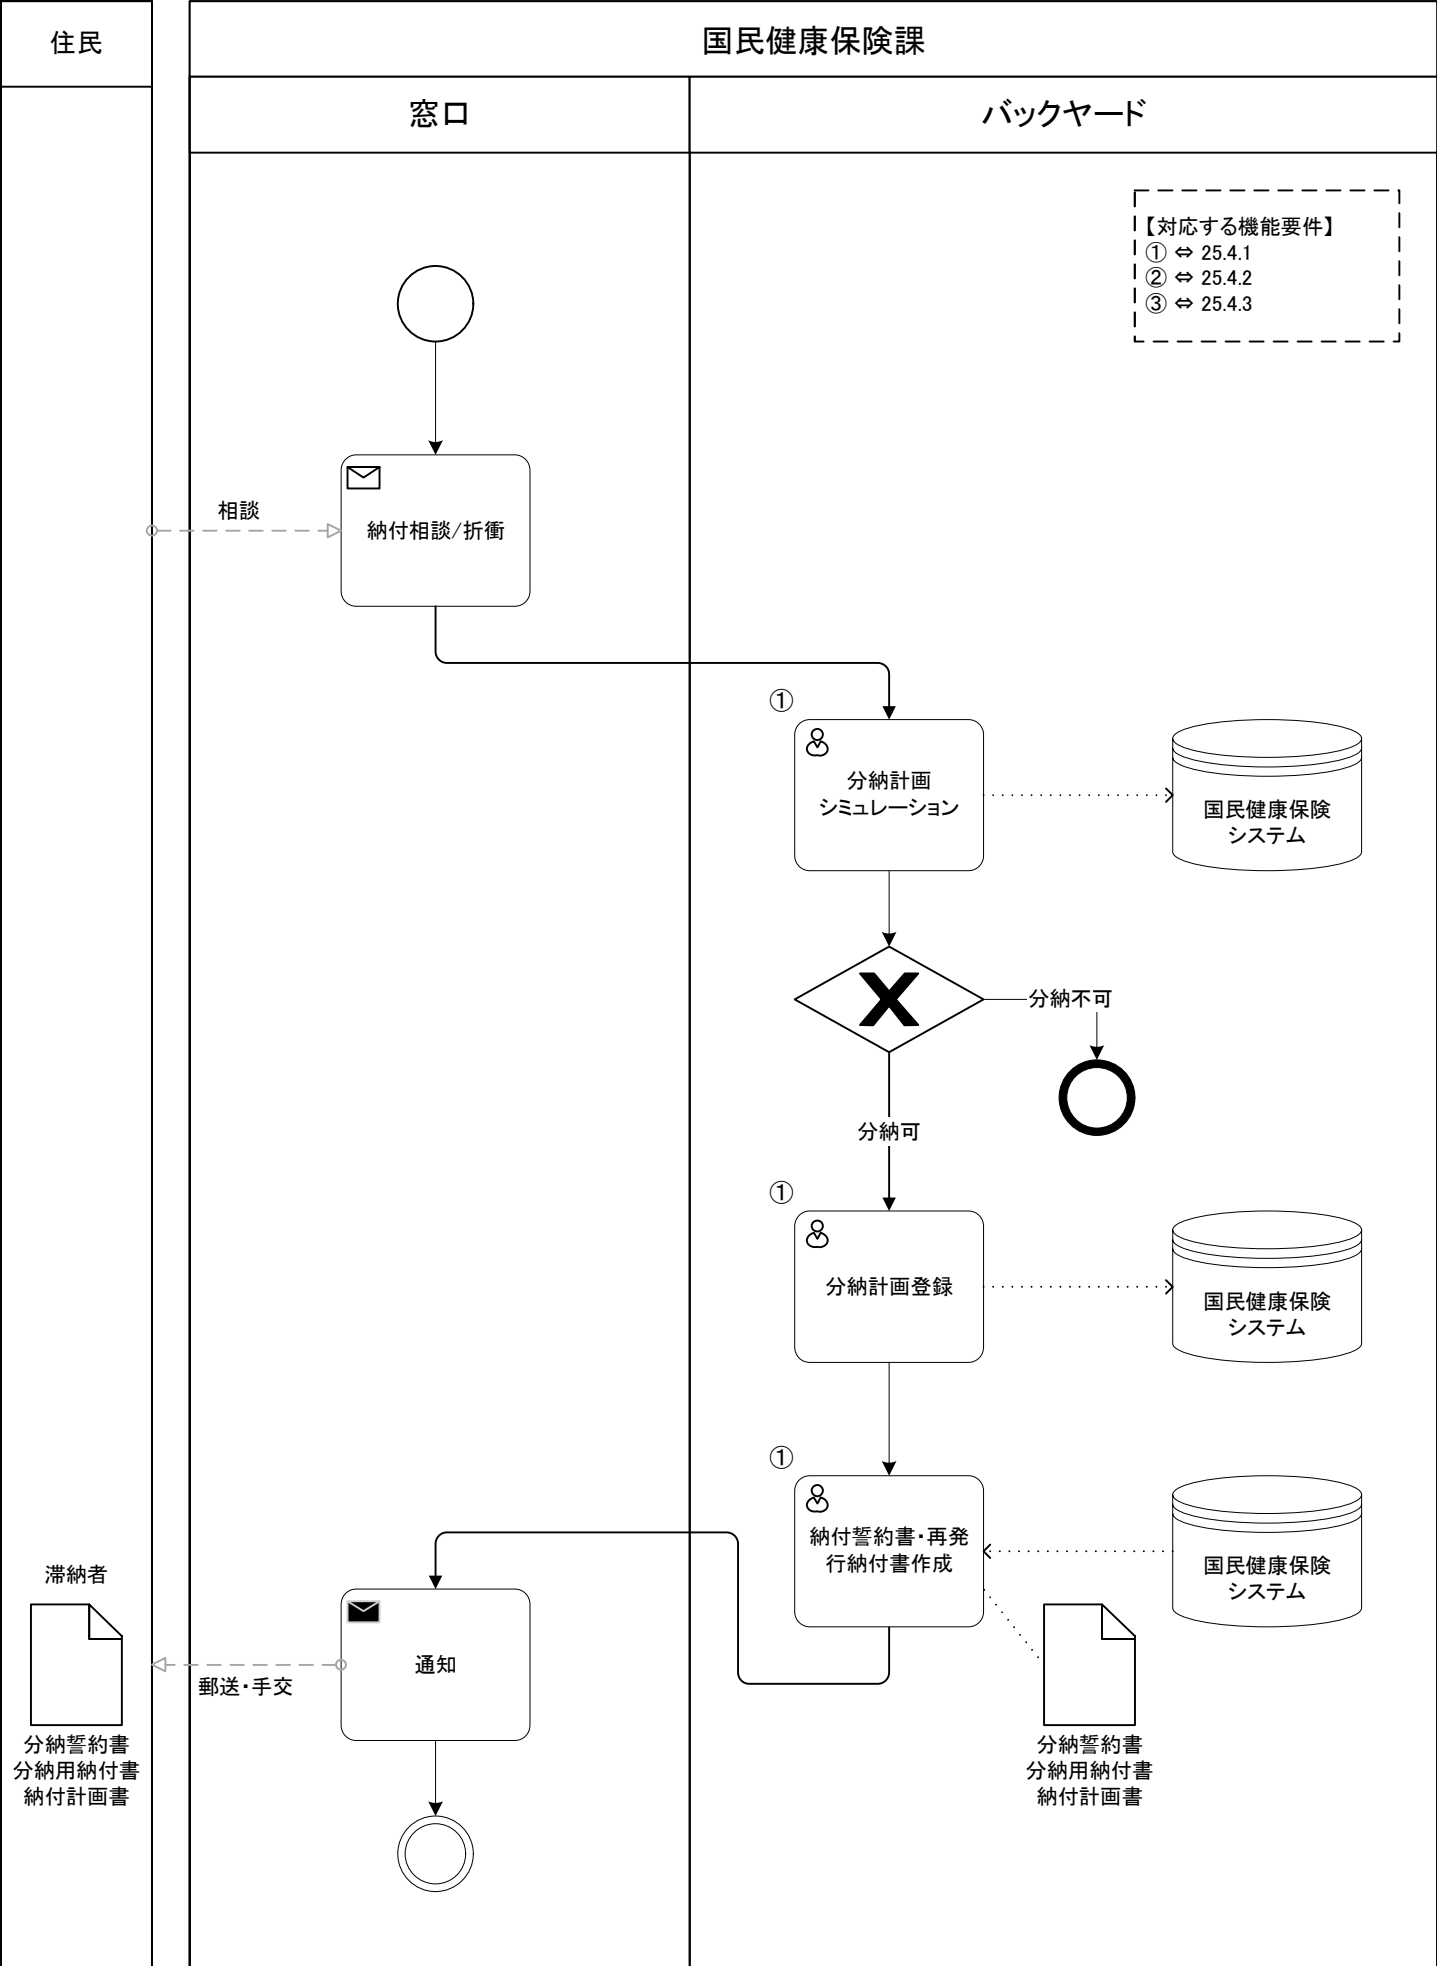 住民
国民健康保険課
窓口
バックヤード
【対応する機能要件】
① ⇔ 25.4.1
② ⇔ 25.4.2
③ ⇔ 25.4.3
相談
納付相談/折衝
①
分納計画
シミュレーション
国民健康保険
システム
分納不可
分納可
①
分納計画登録
国民健康保険
システム
①
納付誓約書・再発
行納付書作成
国民健康保険
システム
滞納者
通知
郵送・手交
分納誓約書
分納用納付書
納付計画書
分納誓約書
分納用納付書
納付計画書